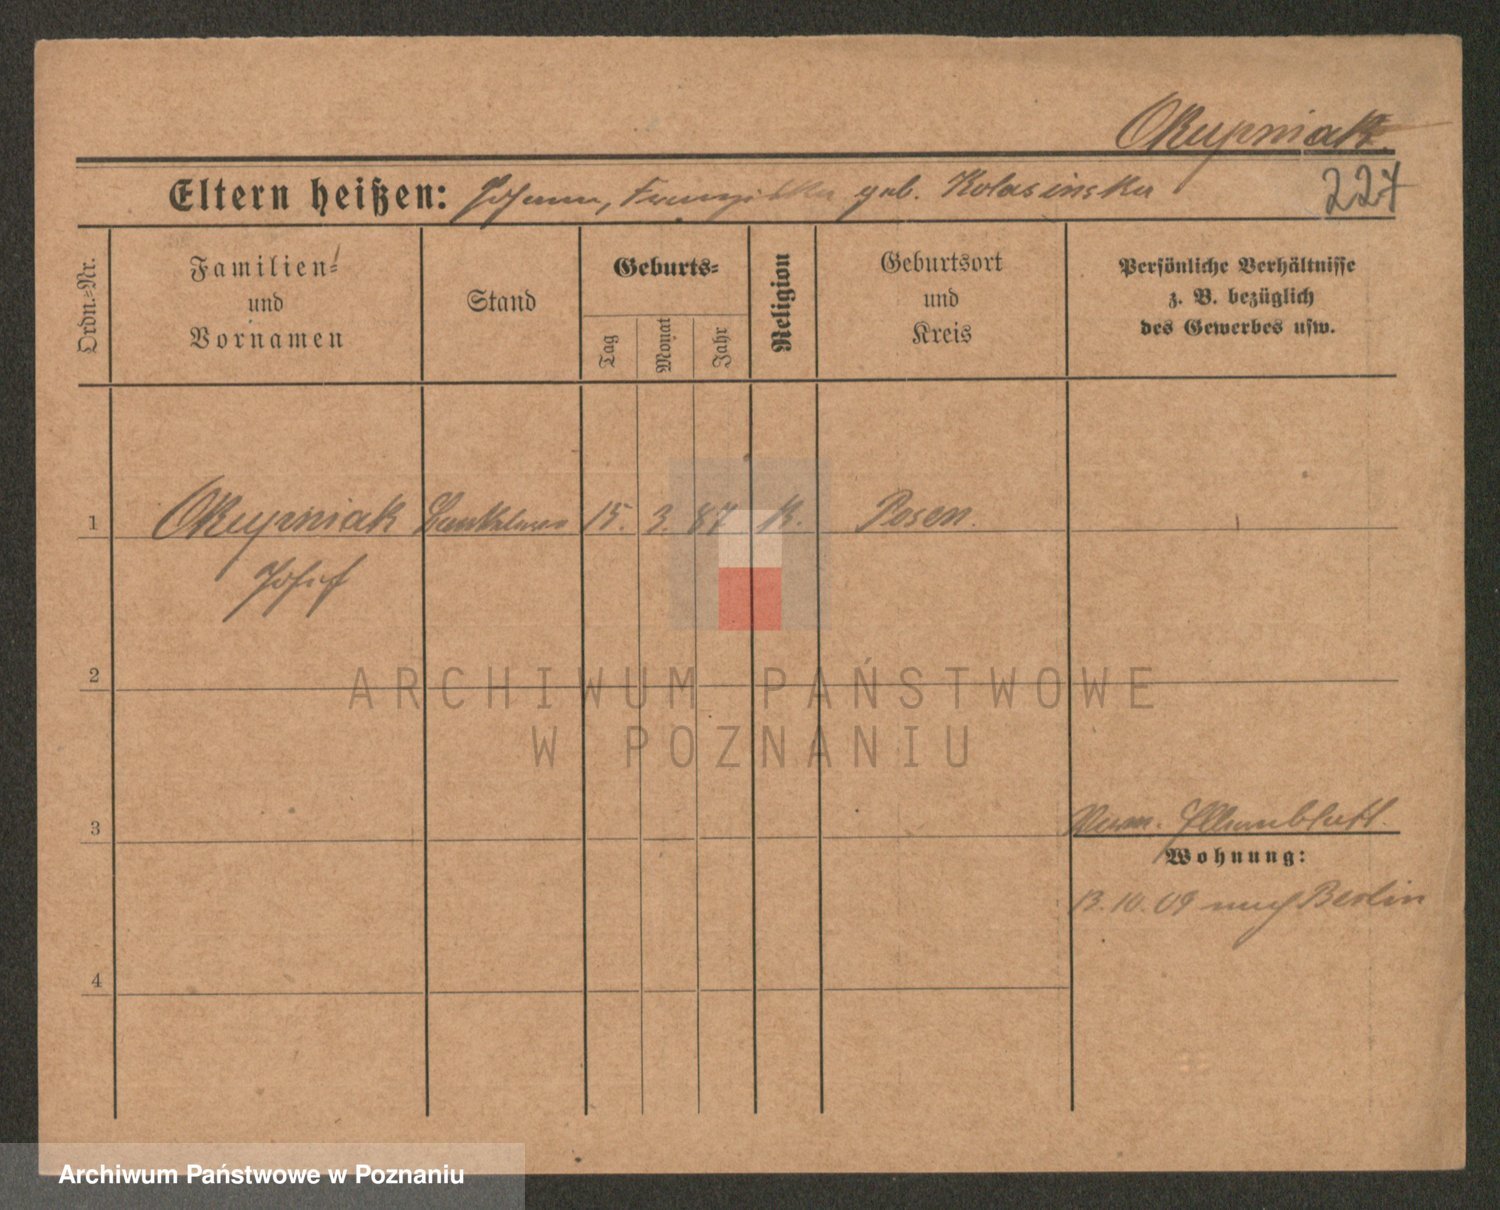 Okupniak.
Eltern heißen: Johann, Franziska geb. Kolasinska 227
Ordn.=Nr.
Familien=
und
Vornamen
Stand
Geburts=
Tag
Monat
Jahr
Religion
Geburtsort
und
Kreis
Persönliche Verhältnisse
z. B. bezüglich
des Gewerbes usw.
1 Okupniak 15. 3. 87 K. Posen.
Josef
2
ARCHIWUM PAŃSTWOWE
W POZNANIU
3
Wohnung:
13.10.09 nach Berlin
4
Archiwum Państwowe w Poznaniu